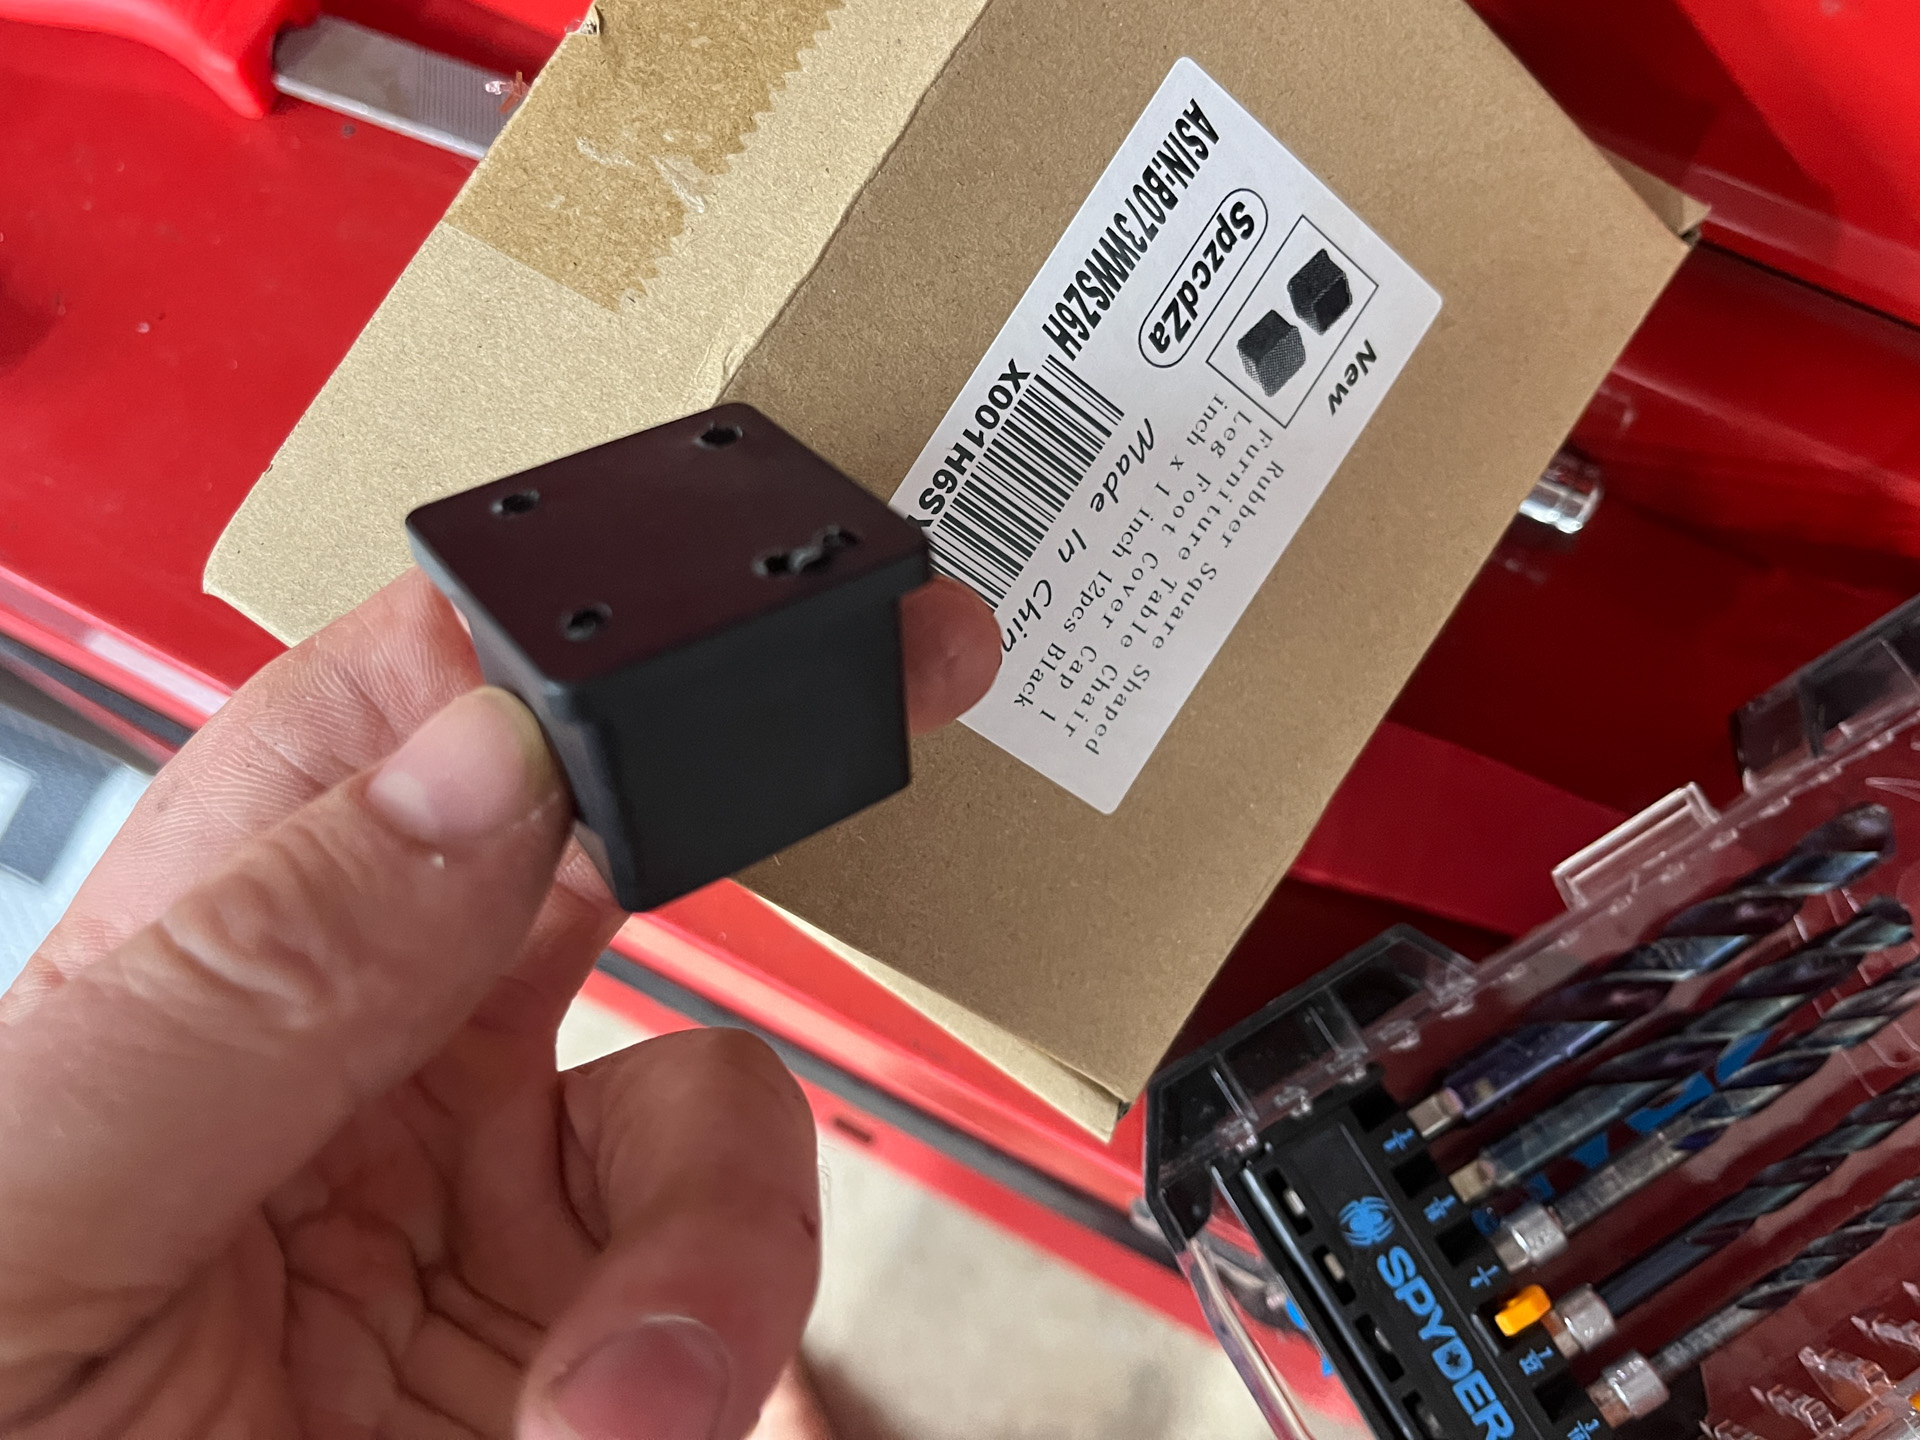 New
SpzcdZa
Rubber Square Shaped
Furniture Table Chair
Leg Foot Cover Cap 1
inch x 1 inch 12pcs Black
ASIN:B073WWSZ6H
Made In Chin
X001H6S
SPYDER